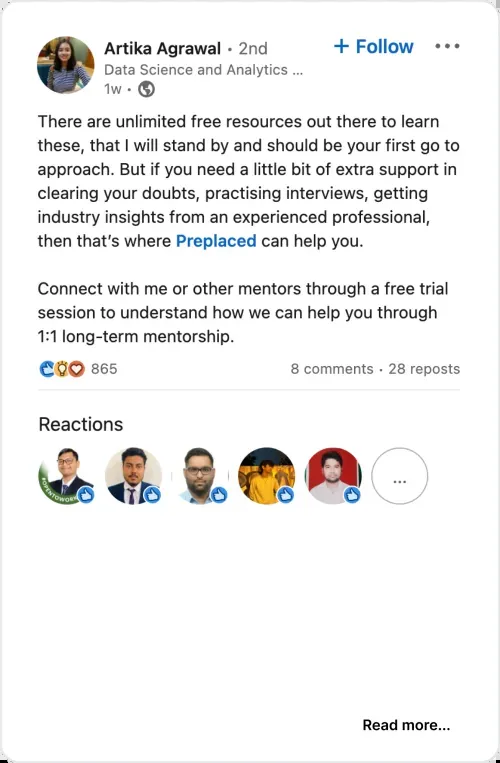 Artika Agrawal • 2nd
+ Follow
Data Science and Analytics ...
1w •
There are unlimited free resources out there to learn
these, that I will stand by and should be your first go to
approach. But if you need a little bit of extra support in
clearing your doubts, practising interviews, getting
industry insights from an experienced professional,
then that's where Preplaced can help you.
Connect with me or other mentors through a free trial
session to understand how we can help you through
1:1 long-term mentorship.
865
8 comments • 28 reposts
Reactions
#OPENTOWORK
...
Read more...